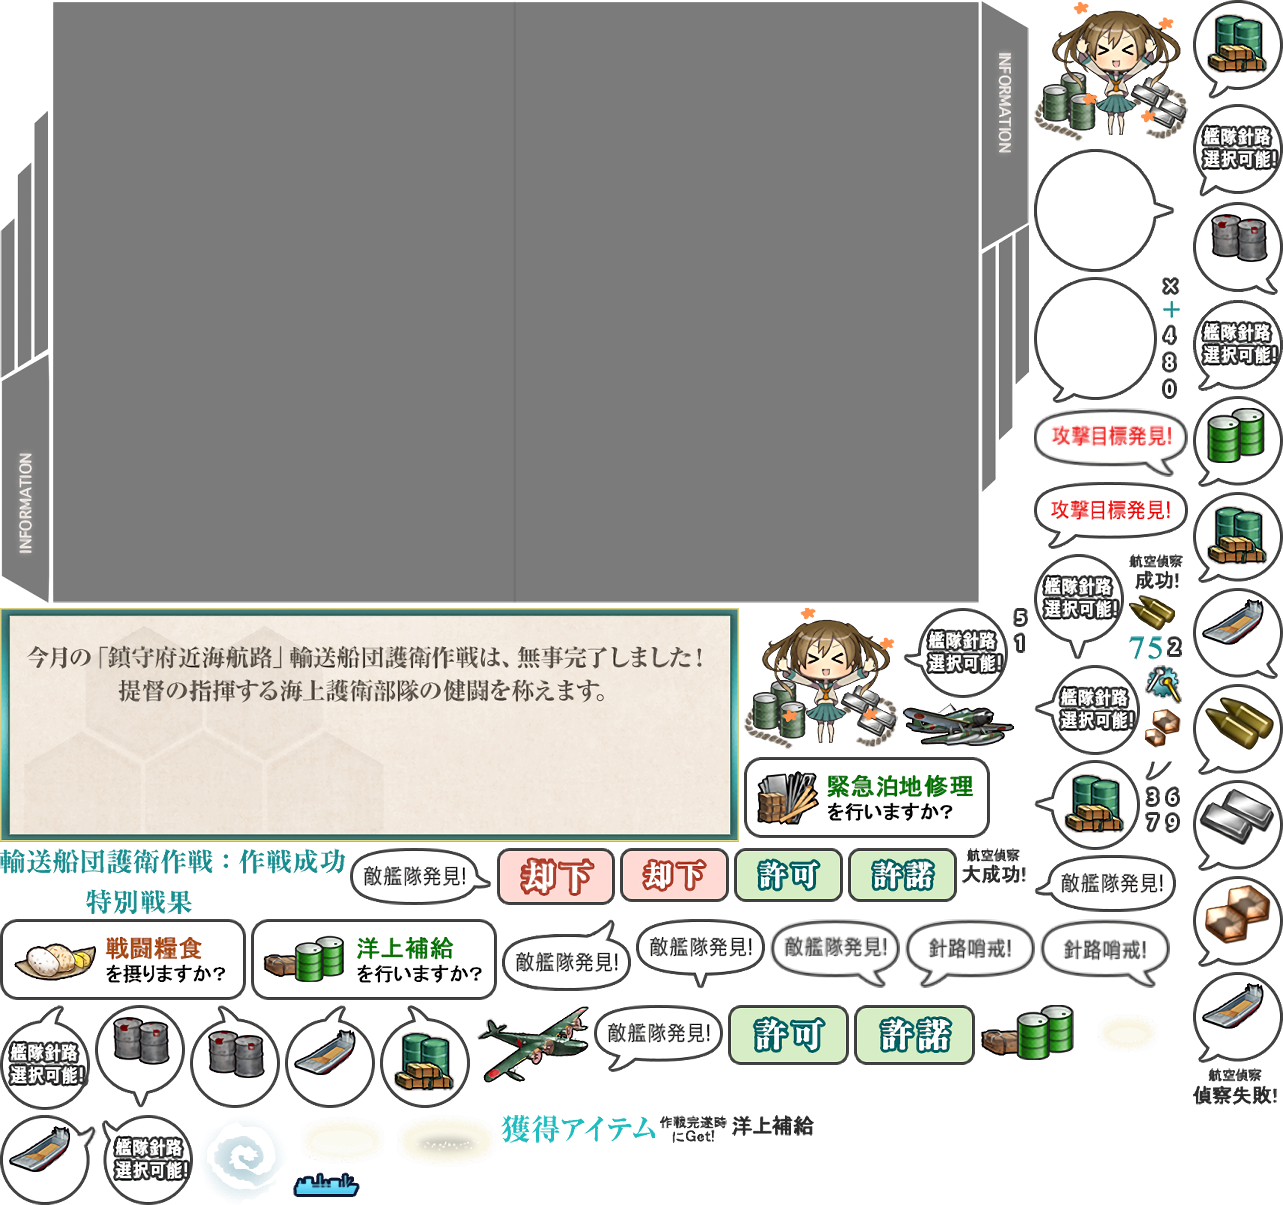 INFORMATION
艦隊針路
選択可能!
×
+
4
8
0
艦隊針路
選択可能!
攻撃目標発見!
INFORMATION
攻撃目標発見!
航空偵察
成功!
艦隊針路
選択可能!
75
2
今月の「鎮守府近海航路」輸送船団護衛作戦は、無事完了しました!
提督の指揮する海上護衛部隊の健闘を称えます。
艦隊針路
選択可能!
5
1
艦隊針路
選択可能!
緊急泊地修理
を行いますか?
3 6
7 9
輸送船団護衛作戦:作戦成功
特別戦果
敵艦隊発見!
却下
却下
許可
許諾
航空偵察
大成功!
敵艦隊発見!
戦闘糧食
を摂りますか?
洋上補給
を行いますか?
敵艦隊発見!
敵艦隊発見!
敵艦隊発見!
針路哨戒!
針路哨戒!
艦隊針路
選択可能!
敵艦隊発見!
許可
許諾
航空偵察
偵察失敗!
艦隊針路
選択可能!
獲得アイテム
作戦完遂時
にGet!
洋上補給